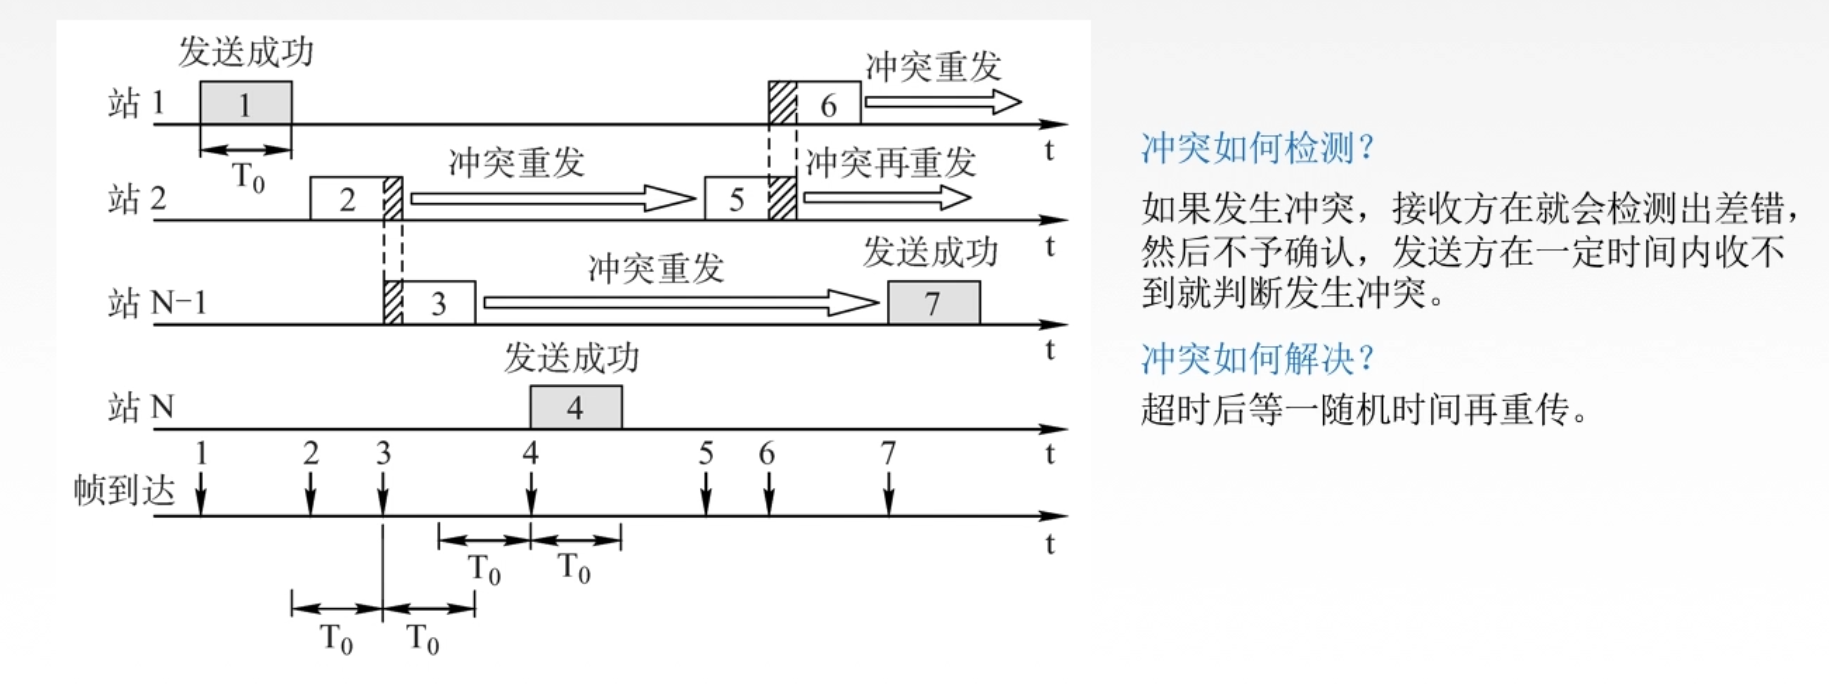 发送成功
冲突重发
站 1
1
6
t
T0
冲突重发
冲突再重发
站 2
2
5
t
冲突重发
发送成功
站 N-1
3
7
t
发送成功
站 N
4
t
1 2 3 4 5 6 7
帧到达
t
T0 T0
T0 T0
冲突如何检测？
如果发生冲突，接收方在就会检测出差错，
然后不予确认，发送方在一定时间内收不
到就判断发生冲突。
冲突如何解决？
超时后等一随机时间再重传。